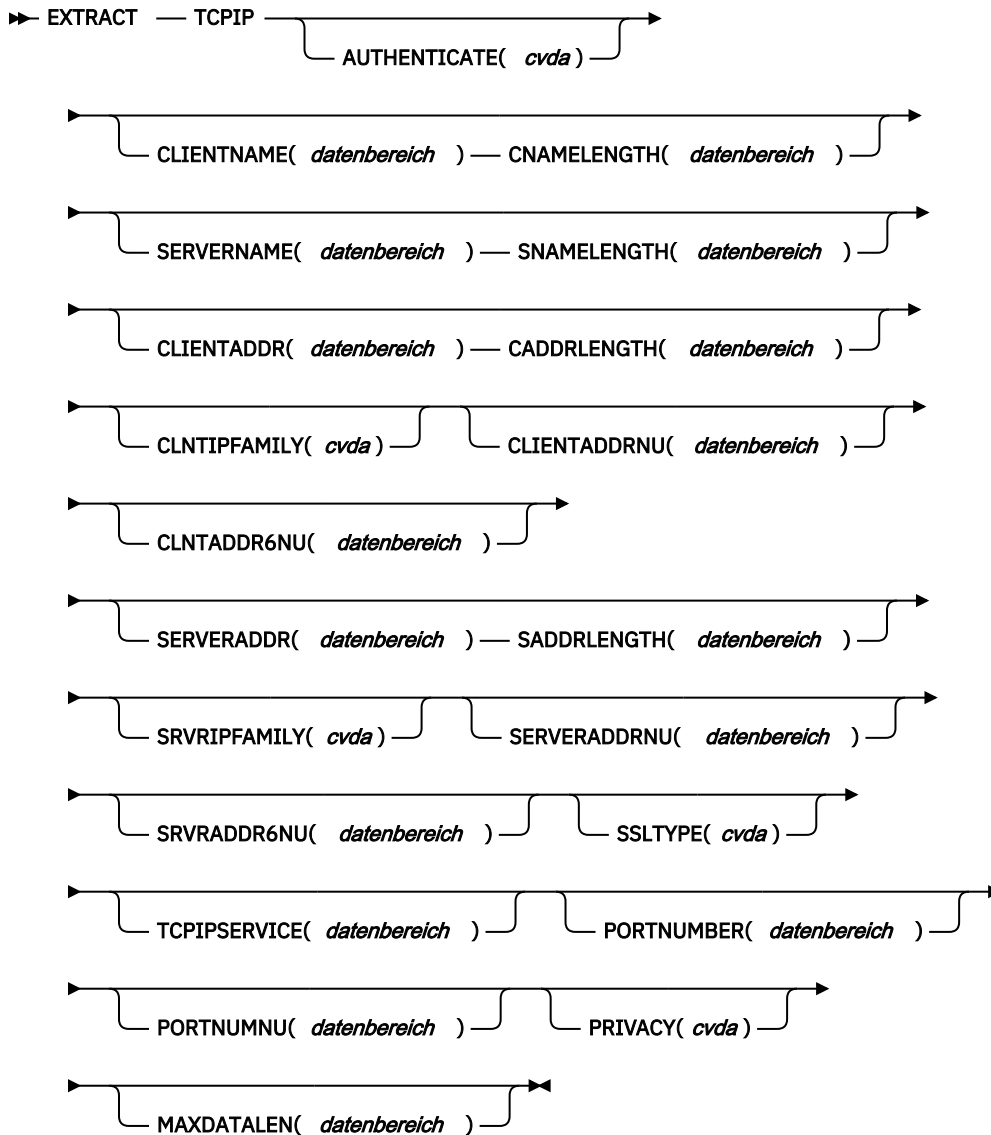 EXTRACT TCPIP
AUTHENTICATE( cvda )
CLIENTNAME( datenbereich ) CNAMELENGTH( datenbereich )
SERVERNAME( datenbereich ) SNAMELENGTH( datenbereich )
CLIENTADDR( datenbereich ) CADDRLENGTH( datenbereich )
CLNTIPFAMILY( cvda ) CLIENTADDRNU( datenbereich )
CLNTADDR6NU( datenbereich )
SERVERADDR( datenbereich ) SADDRLENGTH( datenbereich )
SRVRIPFAMILY( cvda ) SERVERADDRNU( datenbereich )
SRVRADDR6NU( datenbereich ) SSLTYPE( cvda )
TCPIPSERVICE( datenbereich ) PORTNUMBER( datenbereich )
PORTNUMNU( datenbereich ) PRIVACY( cvda )
MAXDATALEN( datenbereich )